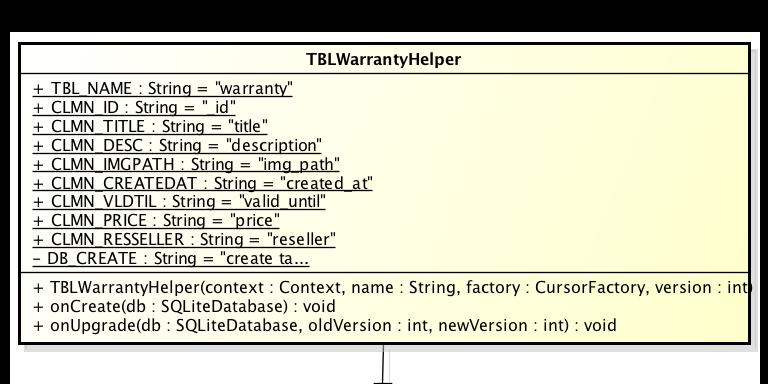 TBLWarrantyHelper
+ TBL_NAME : String = "warranty"
+ CLMN_ID : String = "_id"
+ CLMN_TITLE : String = "title"
+ CLMN_DESC : String = "description"
+ CLMN_IMGPATH : String = "img_path"
+ CLMN_CREATEDAT : String = "created_at"
+ CLMN_VLDTIL : String = "valid_until"
+ CLMN_PRICE : String = "price"
+ CLMN_RESSELLER : String = "reseller"
- DB_CREATE : String = "create ta...
+ TBLWarrantyHelper(context : Context, name : String, factory : CursorFactory, version : int)
+ onCreate(db : SQLiteDatabase) : void
+ onUpgrade(db : SQLiteDatabase, oldVersion : int, newVersion : int) : void